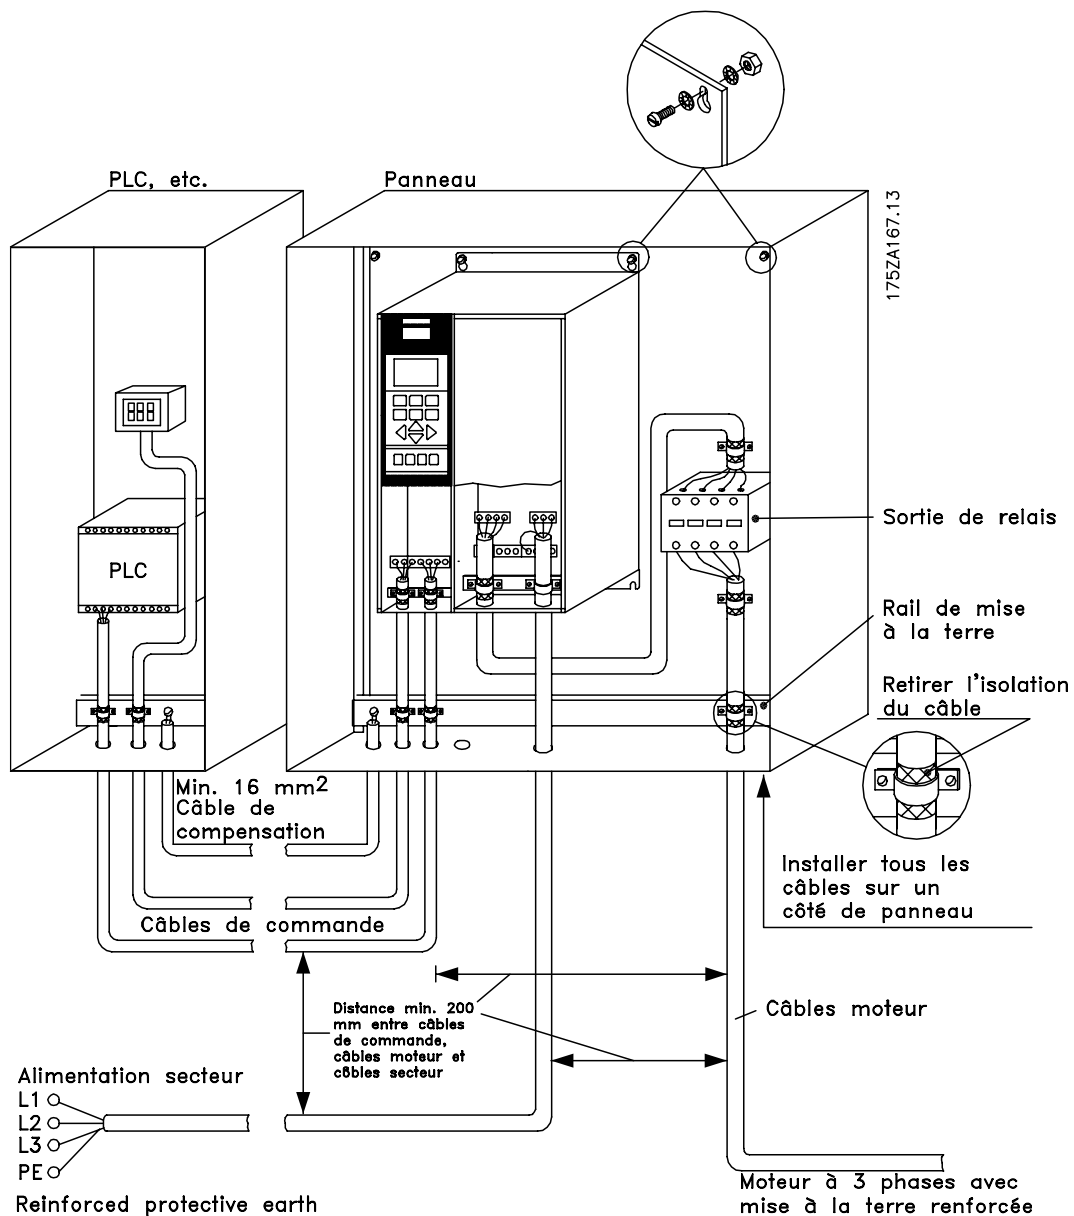 PLC, etc.
Panneau
175ZA167.13
PLC
Sortie de relais
Rail de mise
à la terre
Retirer l'isolation
du câble
Min. 16 mm2
Câble de
compensation
Installer tous les
câbles sur un
côté de panneau
Câbles de commande
Distance min. 200
mm entre câbles
de commande,
câbles moteur et
câbles secteur
Câbles moteur
Alimentation secteur
L1
L2
L3
PE
Reinforced protective earth
Moteur à 3 phases avec
mise à la terre renforcée